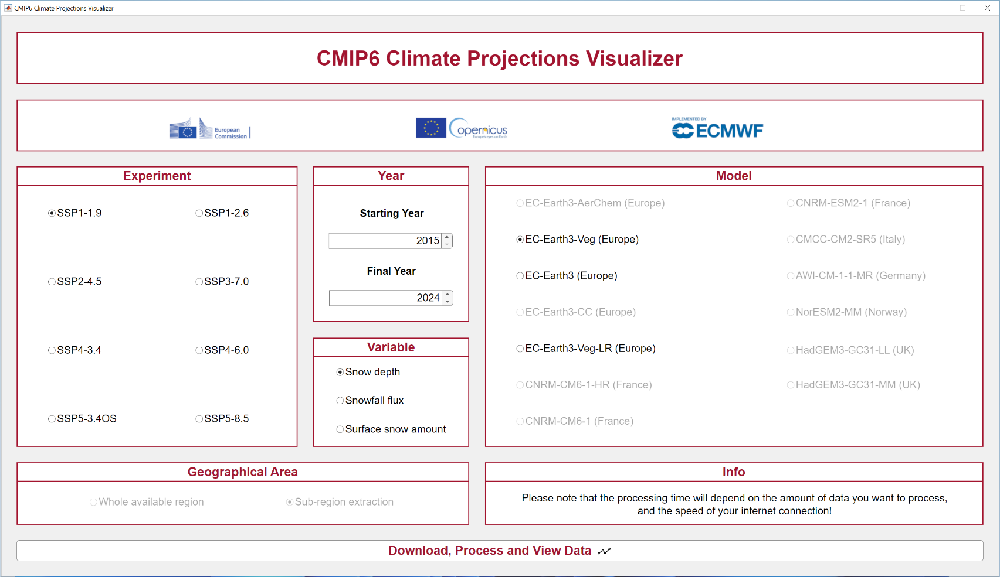 CMIP6 Climate Projections Visualizer
CMIP6 Climate Projections Visualizer
European
Commission
opernicus
Europe's eyes on Earth
IMPLEMENTED BY
ECMWF
Experiment
SSP1-1.9
SSP1-2.6
SSP2-4.5
SSP3-7.0
SSP4-3.4
SSP4-6.0
SSP5-3.4OS
SSP5-8.5
Year
Starting Year
2015
Final Year
2024
Variable
Snow depth
Snowfall flux
Surface snow amount
Model
EC-Earth3-AerChem (Europe)
EC-Earth3-Veg (Europe)
EC-Earth3 (Europe)
EC-Earth3-CC (Europe)
EC-Earth3-Veg-LR (Europe)
CNRM-CM6-1-HR (France)
CNRM-CM6-1 (France)
CNRM-ESM2-1 (France)
CMCC-CM2-SR5 (Italy)
AWI-CM-1-1-MR (Germany)
NorESM2-MM (Norway)
HadGEM3-GC31-LL (UK)
HadGEM3-GC31-MM (UK)
Geographical Area
Whole available region
Sub-region extraction
Info
Please note that the processing time will depend on the amount of data you want to process,
and the speed of your internet connection!
Download, Process and View Data